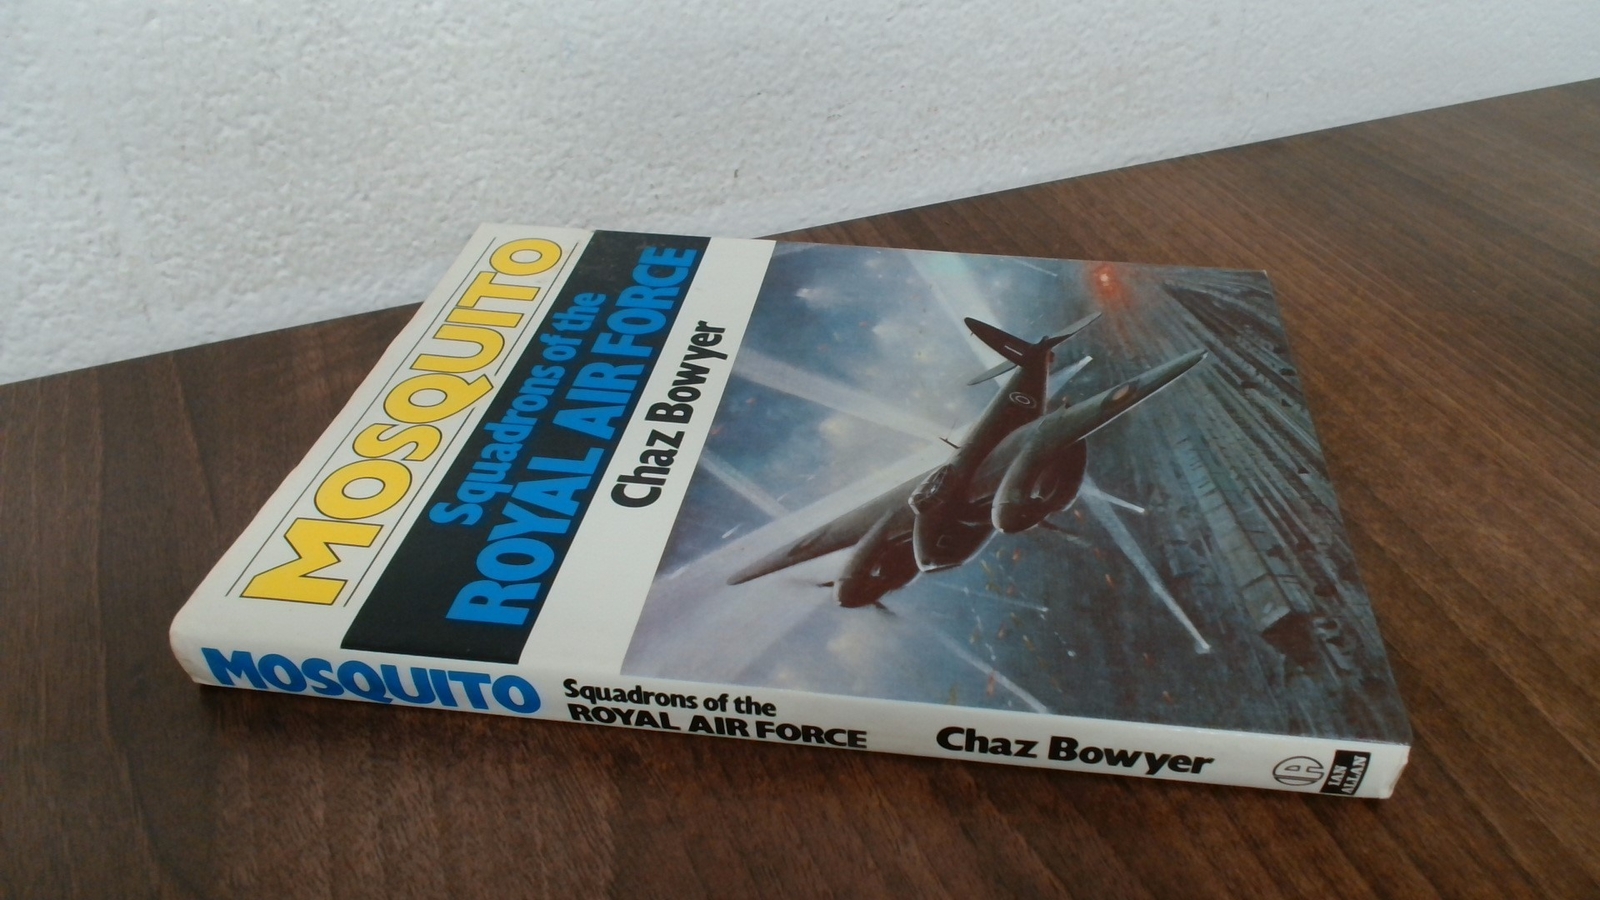 MOSQUITO
Squadrons of the
ROYAL AIR FORCE
Chaz Bowyer
MOSQUITO
Squadrons of the
ROYAL AIR FORCE
Chaz Bowyer
IAN
ALLAN